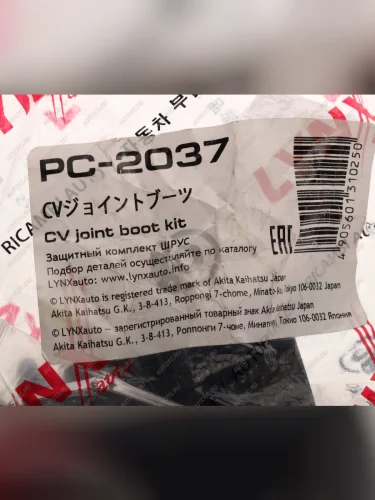 PC-2037
CVジョイントブーツ
CV joint boot kit
Защитный комплект ШРУС
Подбор деталей осуществляйте по каталогу
LYNXauto: www.lynxauto.info
© LYNXauto is registered trade mark of Akita Kaihatsu Japan
Akita Kaihatsu G.K., 3-8-413, Roppongi 7-chome, Minato-ku, Tokyo 106-0032 Japan
© LYNXauto – зарегистрированный товарный знак Akita Kaihatsu
Akita Kaihatsu G.K., 3-8-413, Роппонги 7-чоме, Минато-ку, Токио 106-0032 Япония
EAC
4905601310250
LYNX